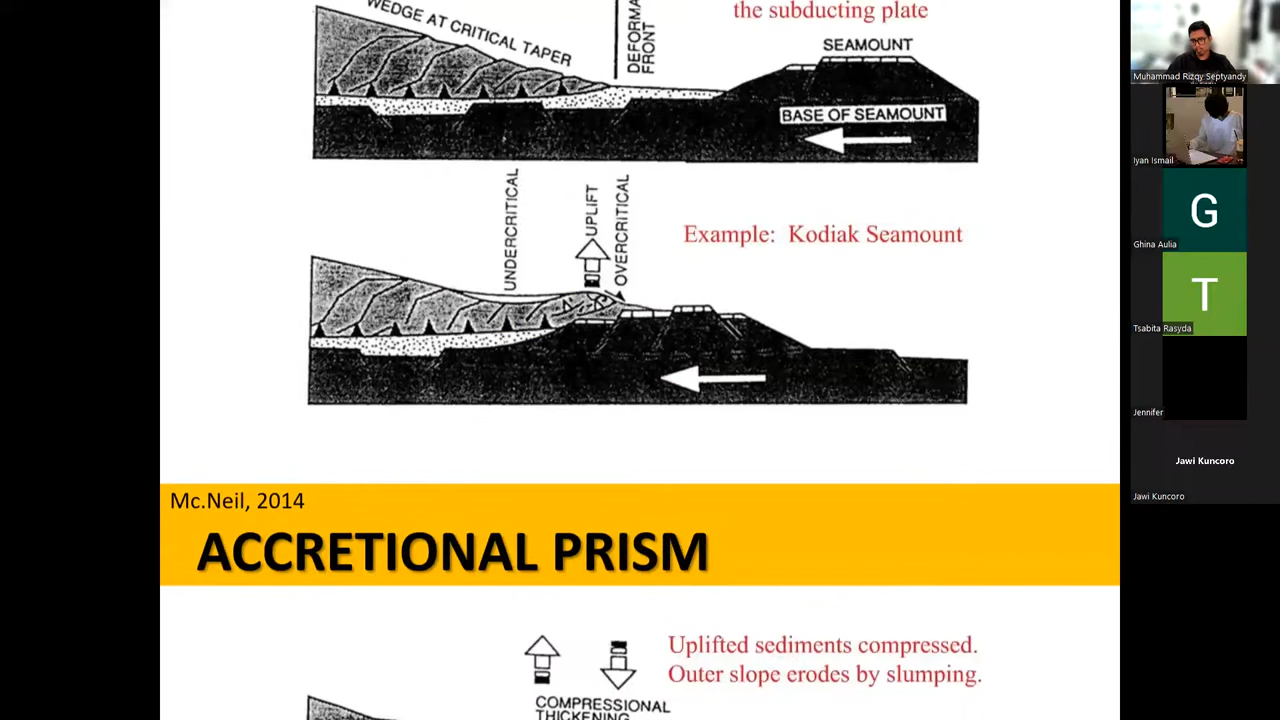 the subducting plate
WEDGE AT CRITICAL TAPER
DEFORMA
FRONT
SEAMOUNT
BASE OF SEAMOUNT
UNDERCRITICAL
UPLIFT
OVERCRITICAL
Example: Kodiak Seamount
Mc.Neil, 2014
ACCRETIONAL PRISM
Uplifted sediments compressed.
Outer slope erodes by slumping.
COMPRESSIONAL
THICKENING
Muhammad Rizqy Septyandy
Iyan Ismail
G
Ghina Aulia
T
Tsabita Rasyda
Jennifer
Jawi Kuncoro
Jawi Kuncoro